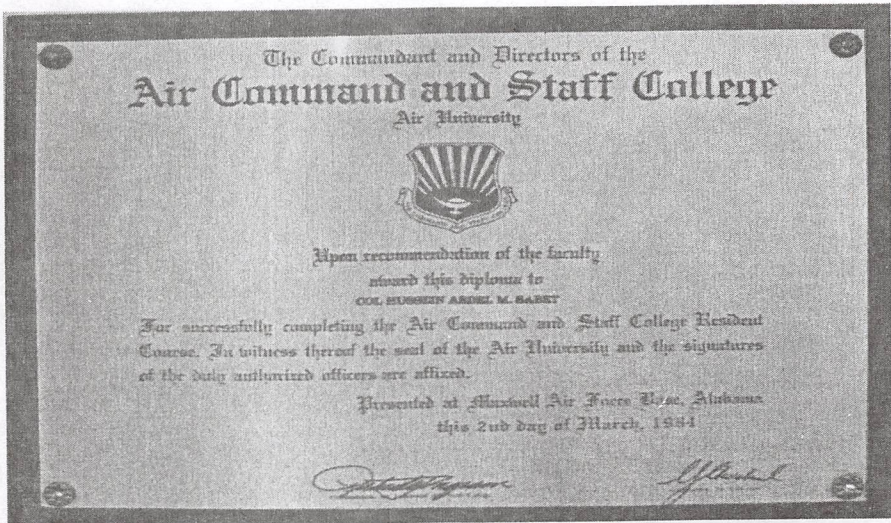 The Commandant and Directors of the
Air Command and Staff College
Air University
Upon recommendation of the faculty
award this diploma to
COL HUSSEIN ABDEL M. SABET
For successfully completing the Air Command and Staff College Resident
Course. In witness thereof the seal of the Air University and the signatures
of the duly authorized officers are affixed.
Presented at Maxwell Air Force Base, Alabama
this 2nd day of March, 1984